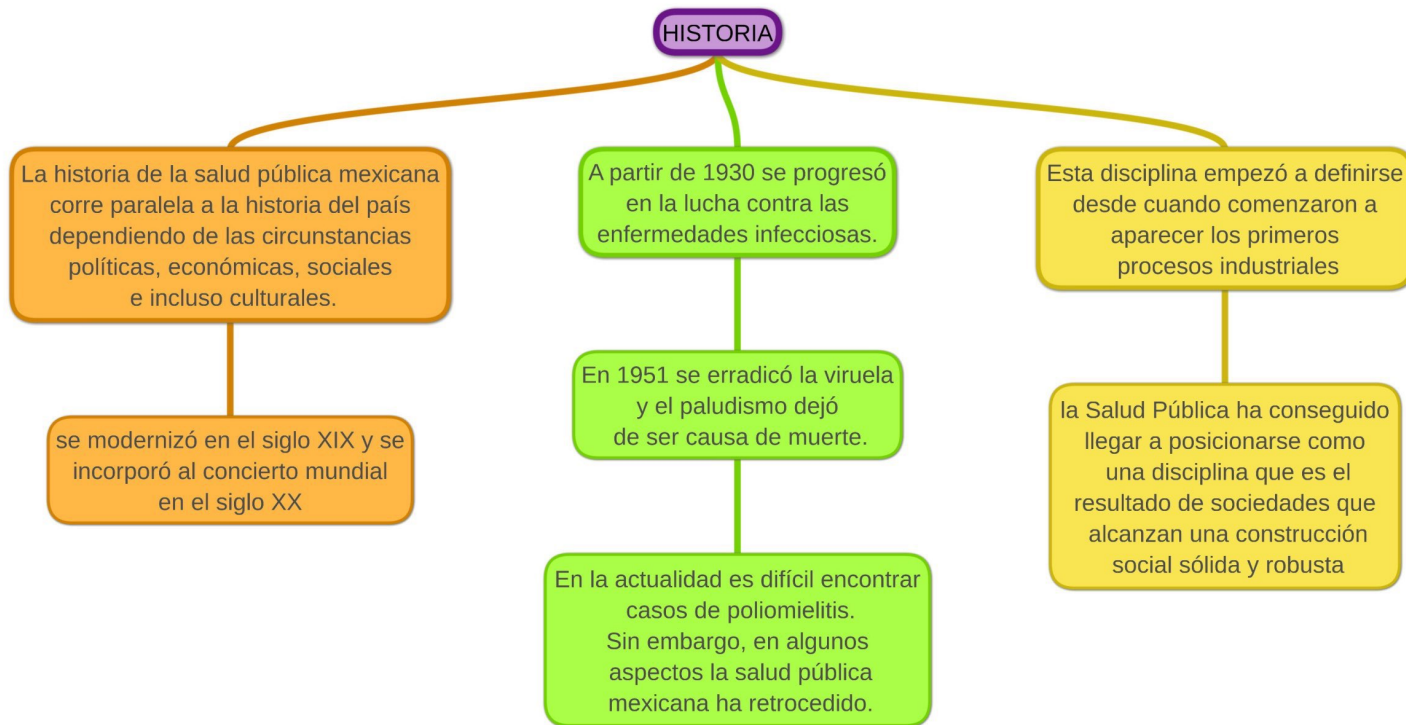 HISTORIA
La historia de la salud pública mexicana
corre paralela a la historia del país
dependiendo de las circunstancias
políticas, económicas, sociales
e incluso culturales.
se modernizó en el siglo XIX y se
incorporó al concierto mundial
en el siglo XX
A partir de 1930 se progresó
en la lucha contra las
enfermedades infecciosas.
En 1951 se erradicó la viruela
y el paludismo dejó
de ser causa de muerte.
En la actualidad es difícil encontrar
casos de poliomielitis.
Sin embargo, en algunos
aspectos la salud pública
mexicana ha retrocedido.
Esta disciplina empezó a definirse
desde cuando comenzaron a
aparecer los primeros
procesos industriales
la Salud Pública ha conseguido
llegar a posicionarse como
una disciplina que es el
resultado de sociedades que
alcanzan una construcción
social sólida y robusta